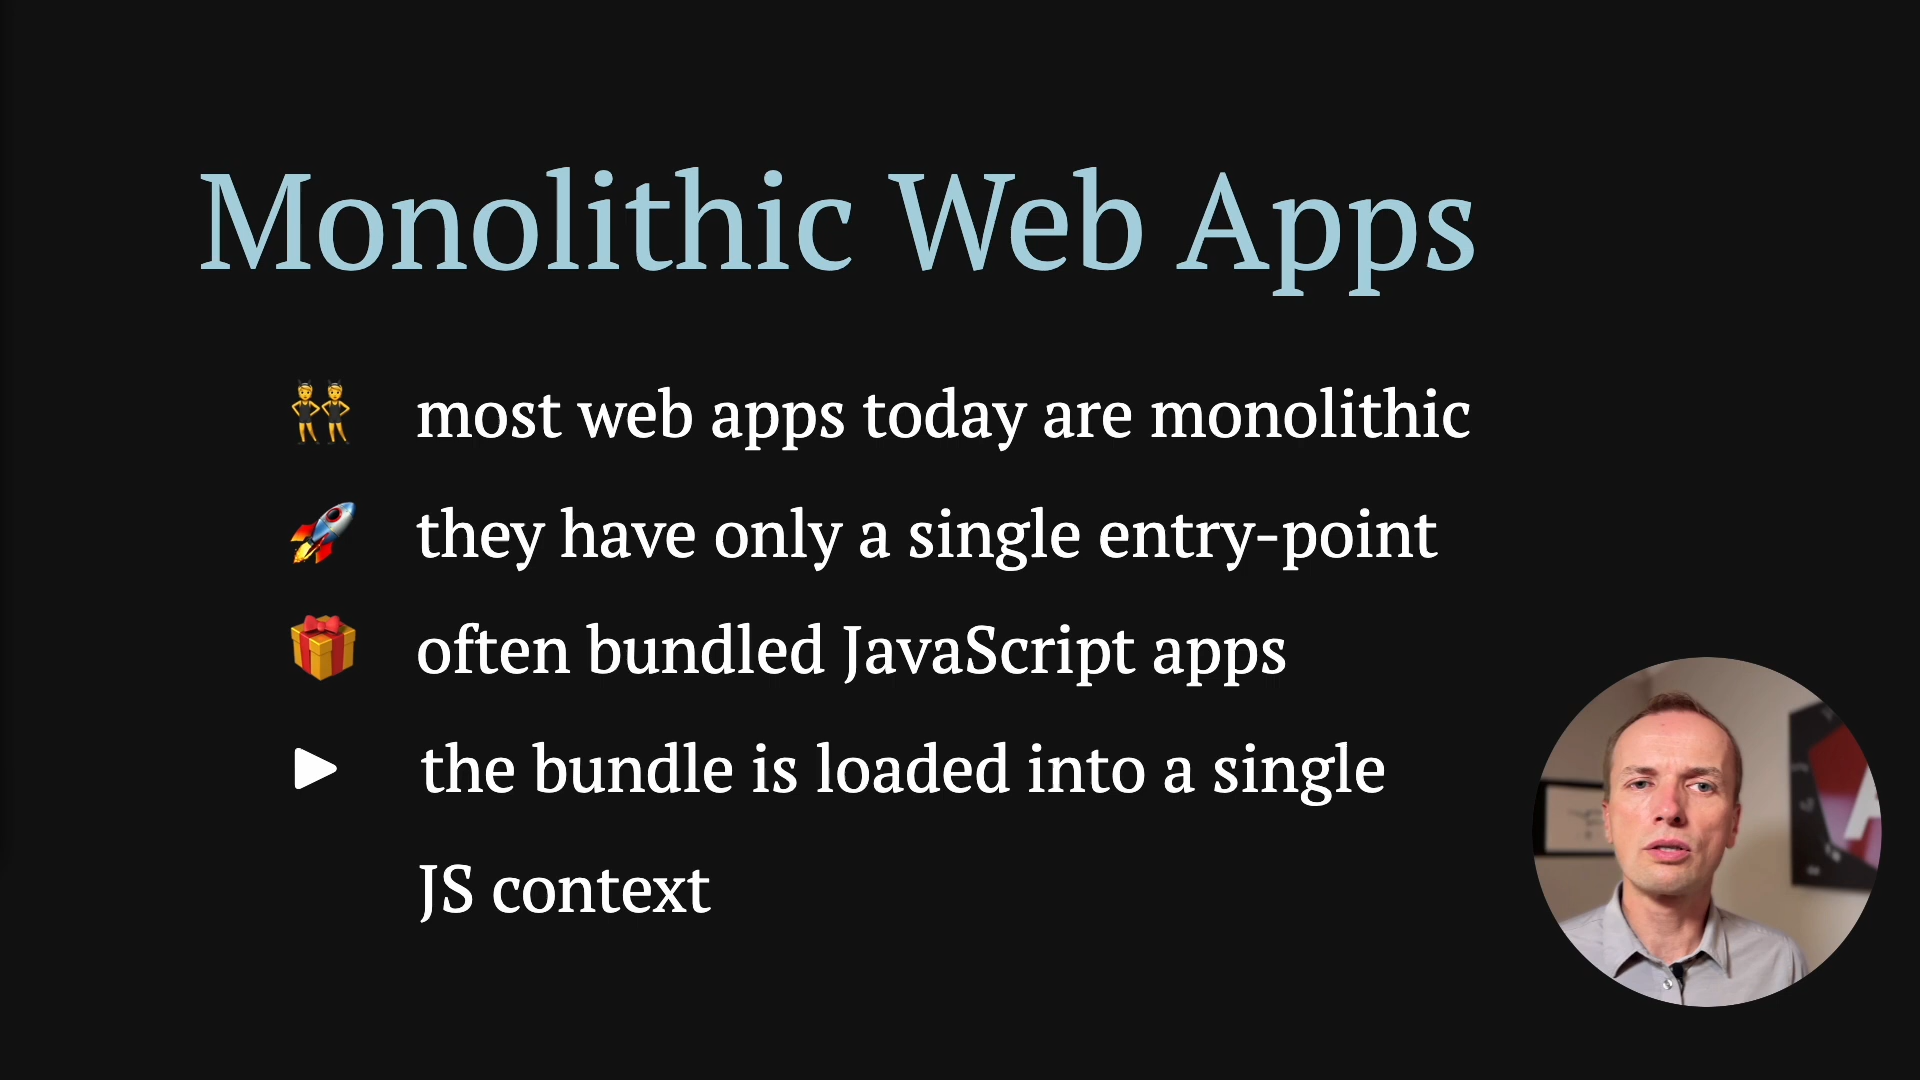 Monolithic Web Apps
👯 most web apps today are monolithic
🚀 they have only a single entry-point
🎁 often bundled JavaScript apps
▶ the bundle is loaded into a single
JS context